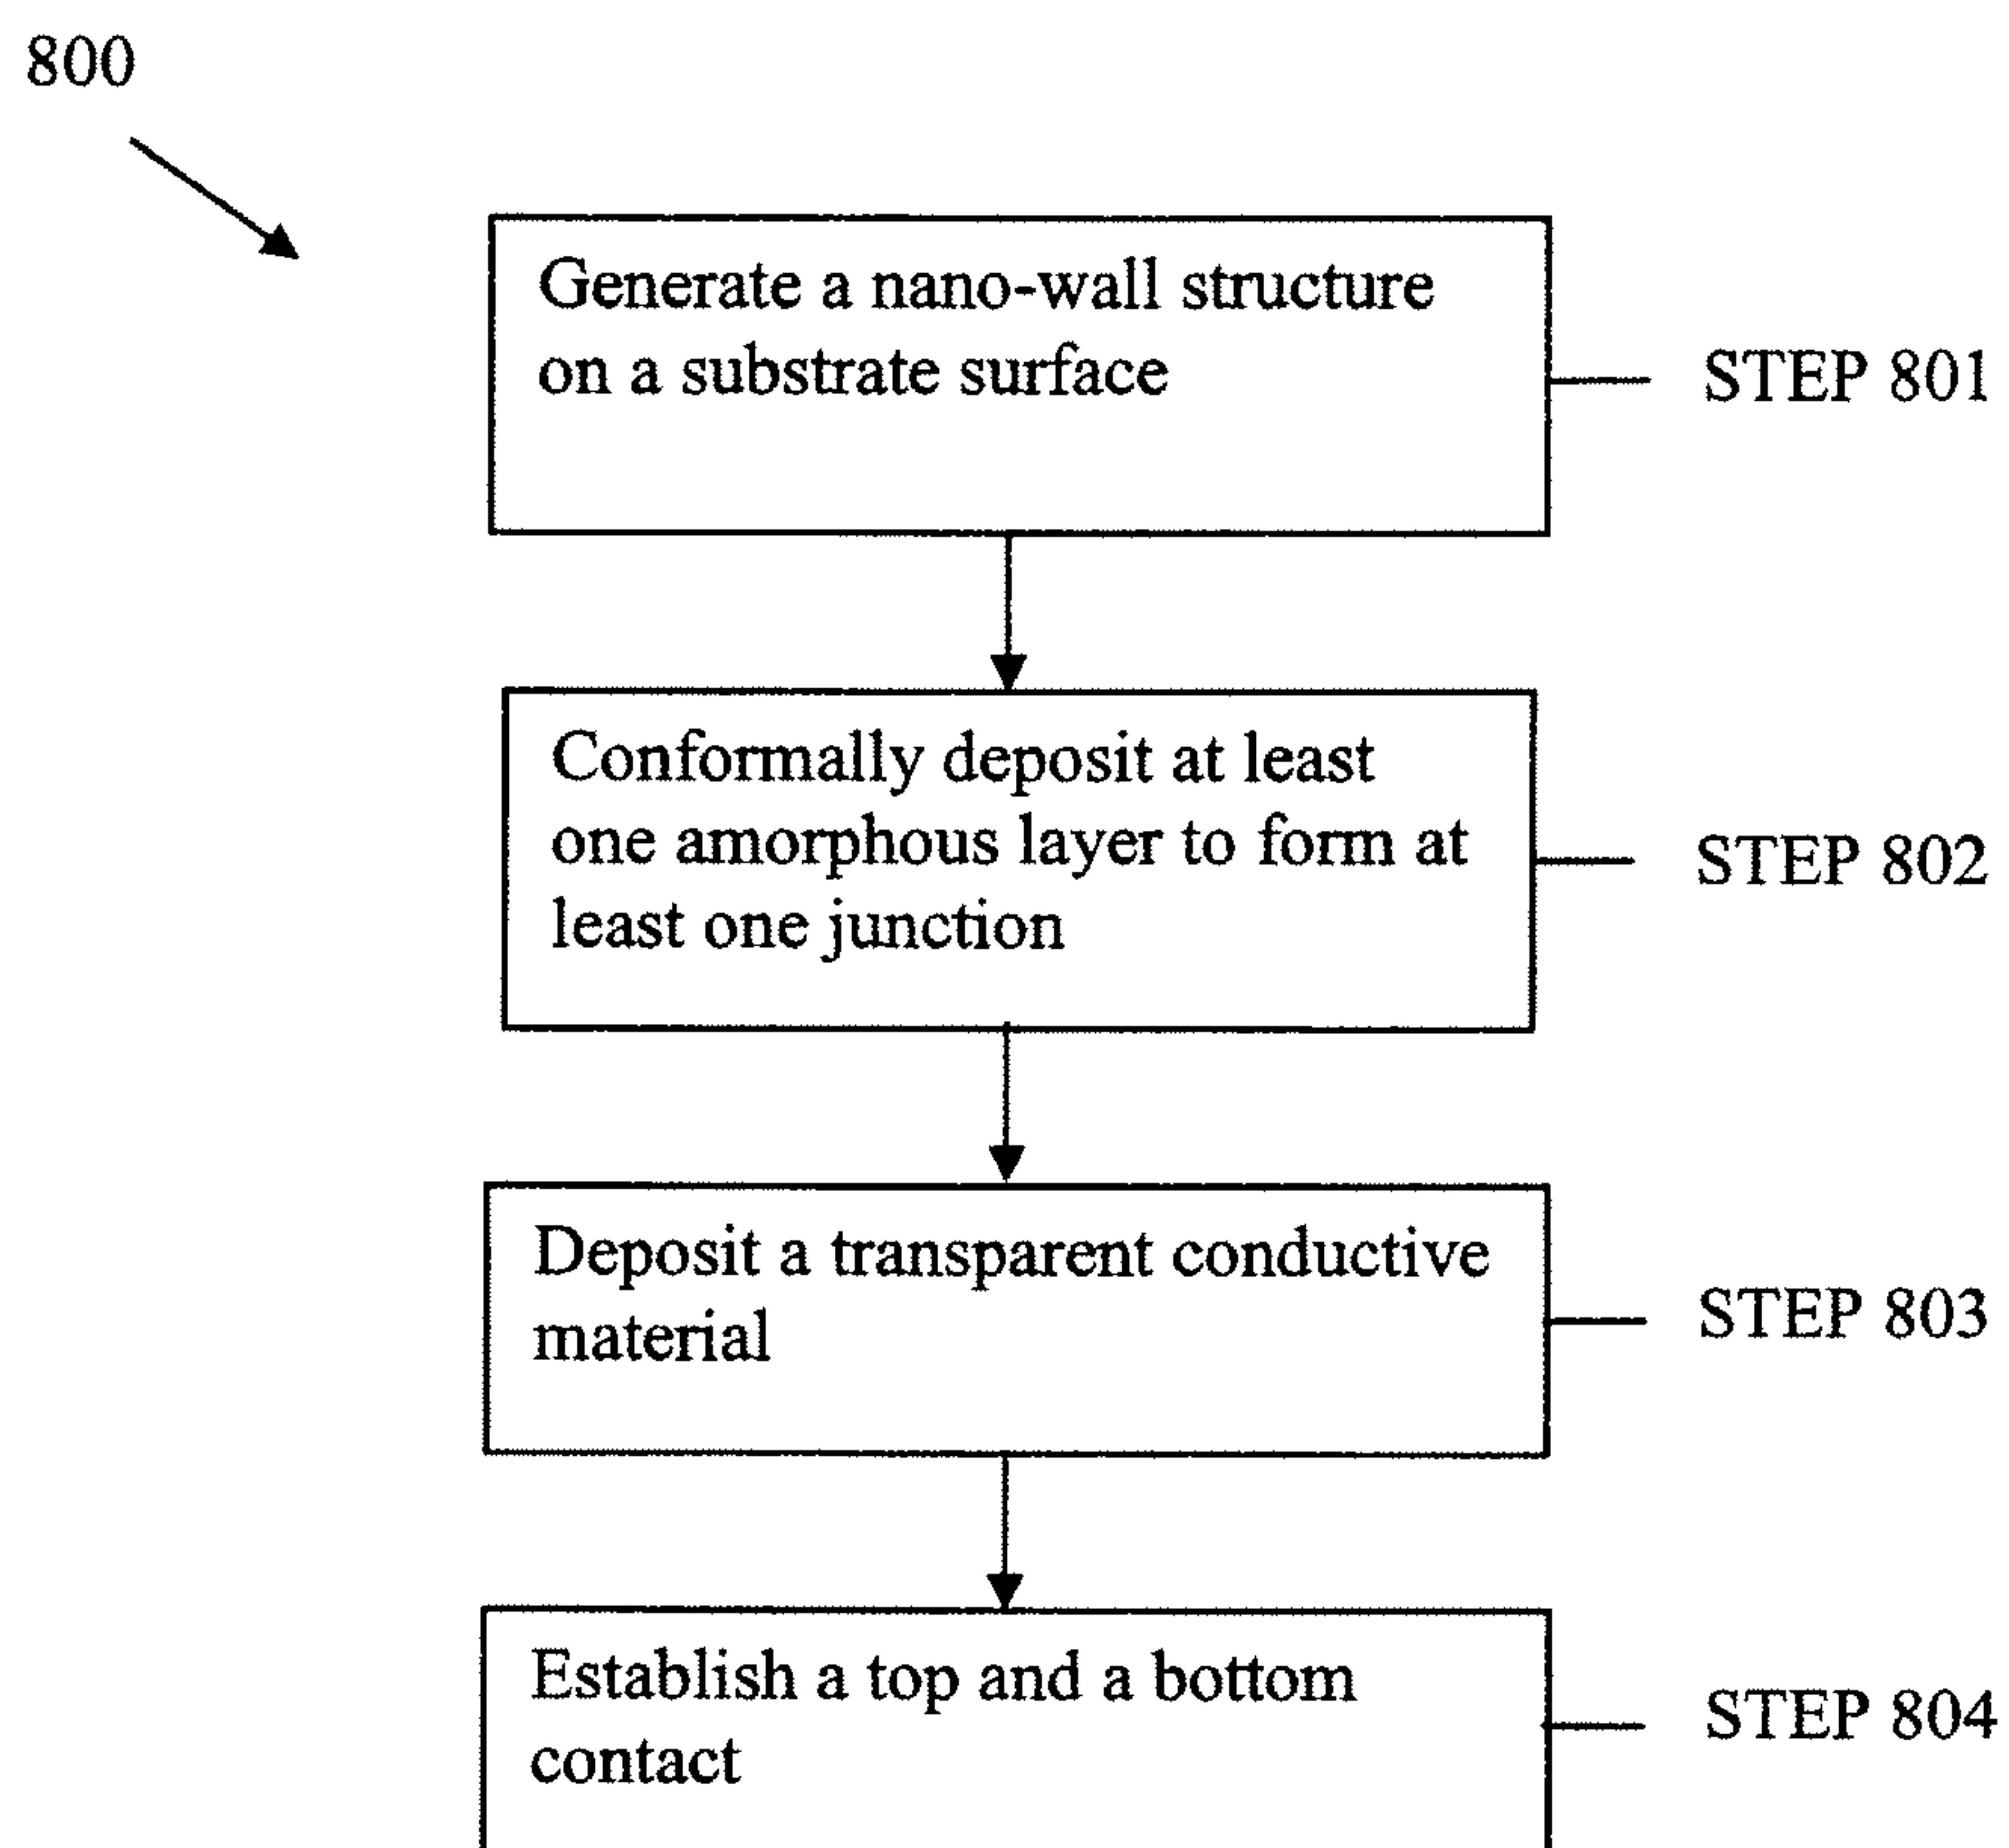 800
Generate a nano-wall structure
on a substrate surface
STEP 801
Conformally deposit at least
one amorphous layer to form at
least one junction
STEP 802
Deposit a transparent conductive
material
STEP 803
Establish a top and a bottom
contact
STEP 804